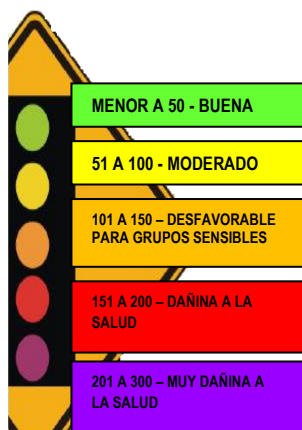 MENOR A 50 - BUENA
51 A 100 - MODERADO
101 A 150 – DESFAVORABLE
PARA GRUPOS SENSIBLES
151 A 200 – DAÑINA A LA
SALUD
201 A 300 – MUY DAÑINA A
LA SALUD